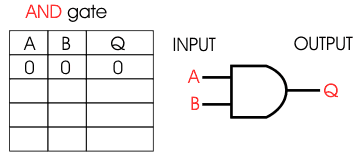 AND gate
A B Q
0 0 0
INPUT OUTPUT
A
B
Q